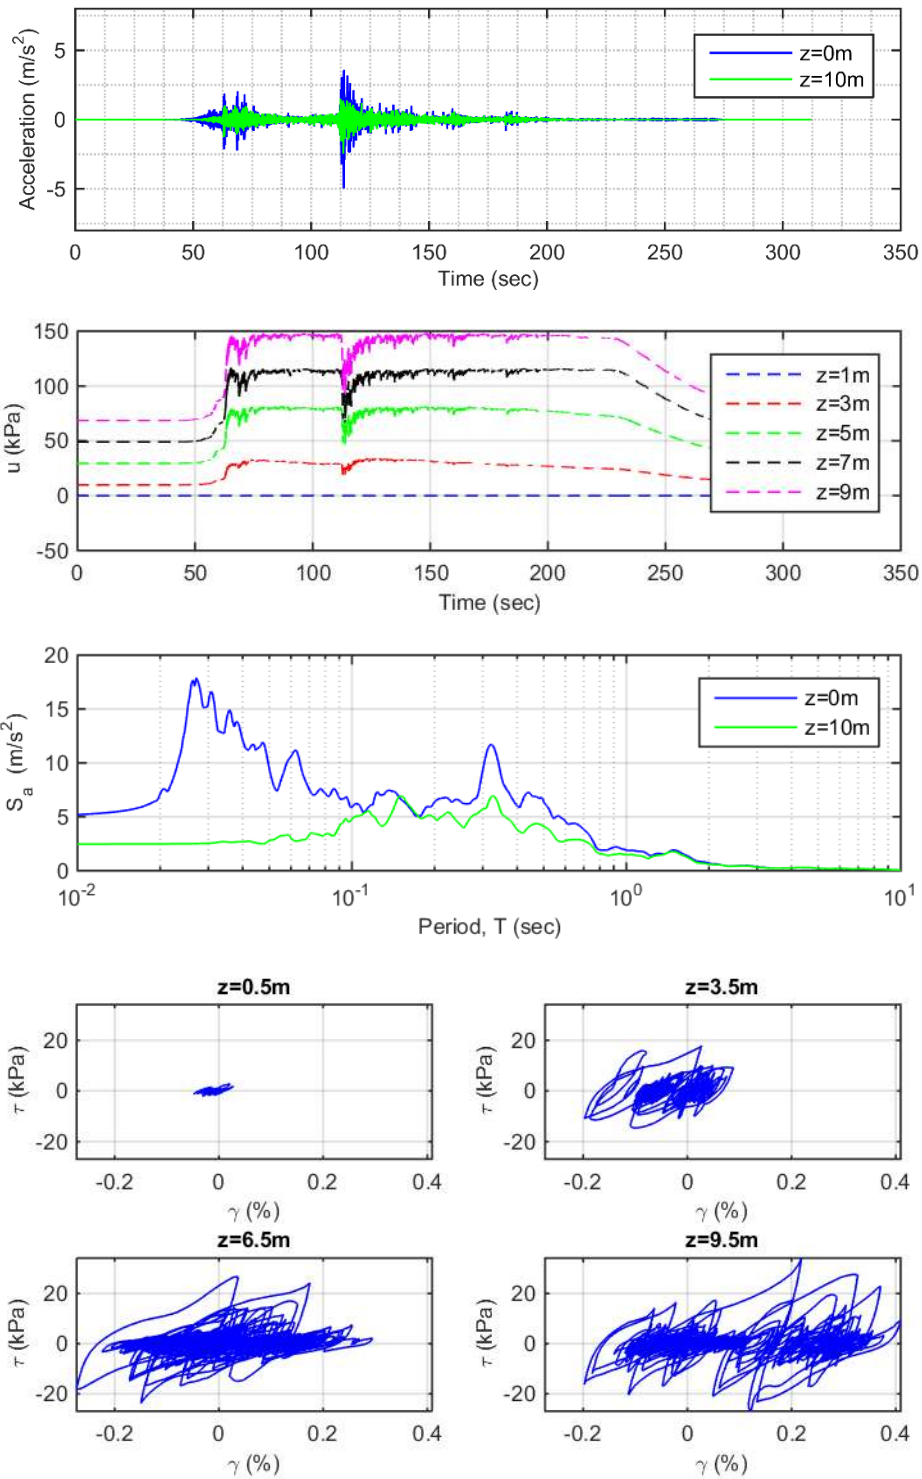 Acceleration (m/s²)
5
0
-5
z=0m
z=10m
0 50 100 150 200 250 300 350
Time (sec)
u (kPa)
150
100
50
0
-50
z=1m
z=3m
z=5m
z=7m
z=9m
0 50 100 150 200 250 300 350
Time (sec)
Sₐ (m/s²)
20
15
10
5
0
z=0m
z=10m
10⁻² 10⁻¹ 10⁰ 10¹
Period, T (sec)
z=0.5m
τ (kPa)
20
0
-20
-0.2 0 0.2 0.4
γ (%)
z=3.5m
τ (kPa)
20
0
-20
-0.2 0 0.2 0.4
γ (%)
z=6.5m
τ (kPa)
20
0
-20
-0.2 0 0.2 0.4
γ (%)
z=9.5m
τ (kPa)
20
0
-20
-0.2 0 0.2 0.4
γ (%)